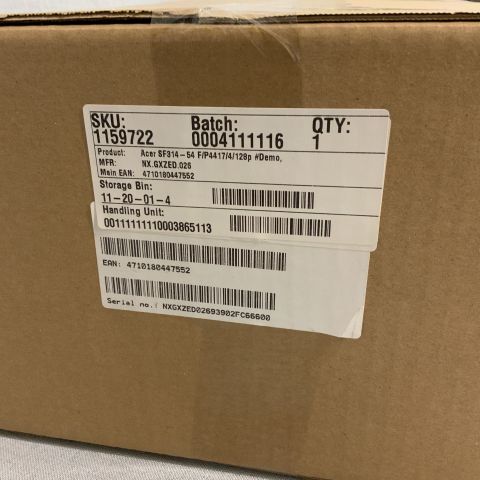 SKU: Batch: QTY:
1159722 0004111116 1
Product: Acer SF314-54 F/P4417/4/128p #Demo,
MFR: NX.GXZED.026
Main EAN: 4710180447552
Storage Bin:
11-20-01-4
Handling Unit:
00111111110003865113
EAN: 4710180447552
Serial no.: NXGXZED02693902FC66600